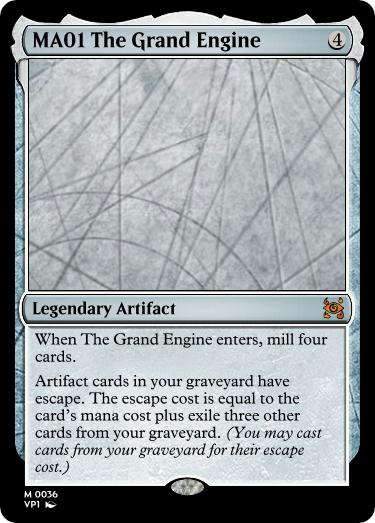 MA01 The Grand Engine 4
Legendary Artifact
When The Grand Engine enters, mill four
cards.
Artifact cards in your graveyard have
escape. The escape cost is equal to the
card's mana cost plus exile three other
cards from your graveyard. (You may cast
cards from your graveyard for their escape
cost.)
M 0036
VP1